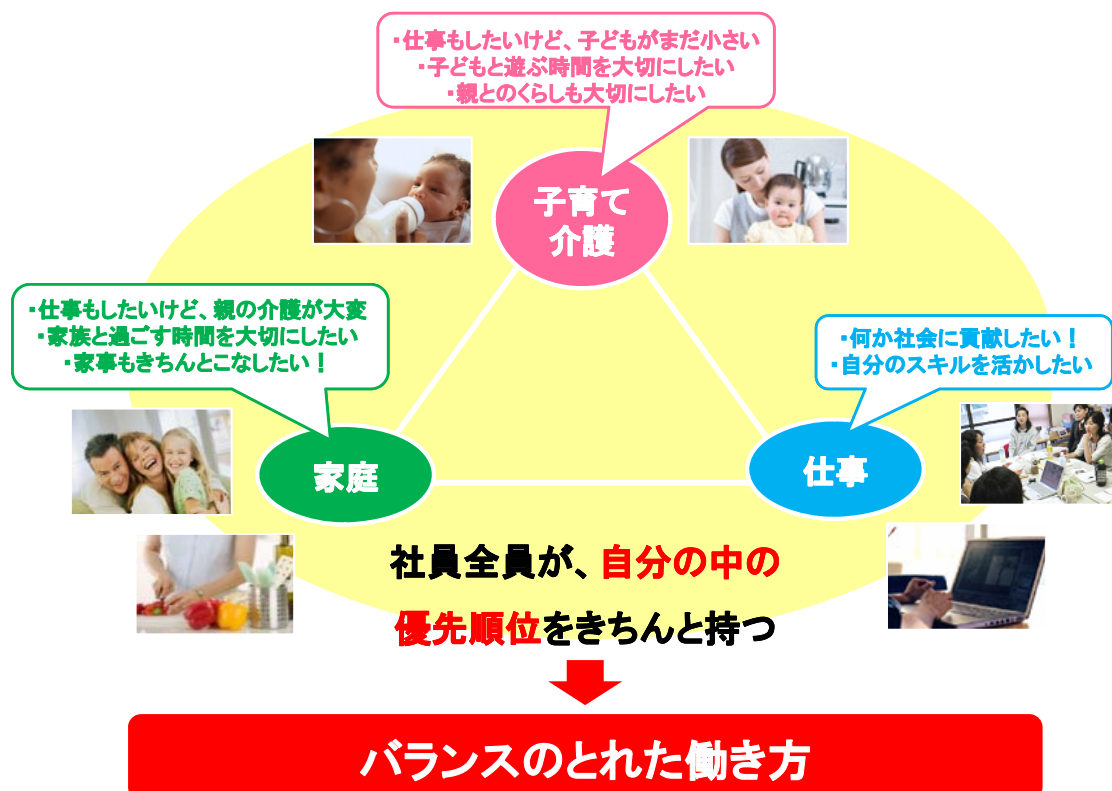 ・仕事もしたいけど、子どもがまだ小さい
・子どもと遊ぶ時間を大切にしたい
・親とのくらしも大切にしたい
子育て
介護
・仕事もしたいけど、親の介護が大変
・家族と過ごす時間を大切にしたい
・家事もきちんとこなしたい！
・何か社会に貢献したい！
・自分のスキルを活かしたい
家庭
仕事
社員全員が、自分の中の
優先順位をきちんと持つ
バランスのとれた働き方